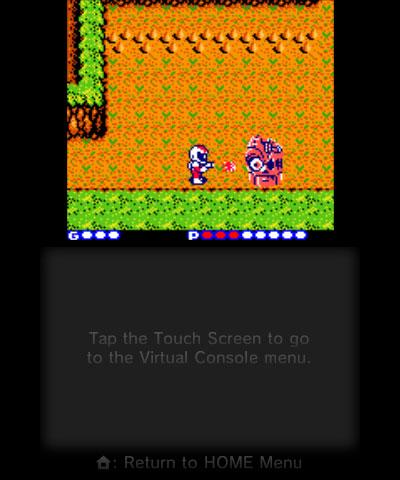 G P
Tap the Touch Screen to go
to the Virtual Console menu.
: Return to HOME Menu